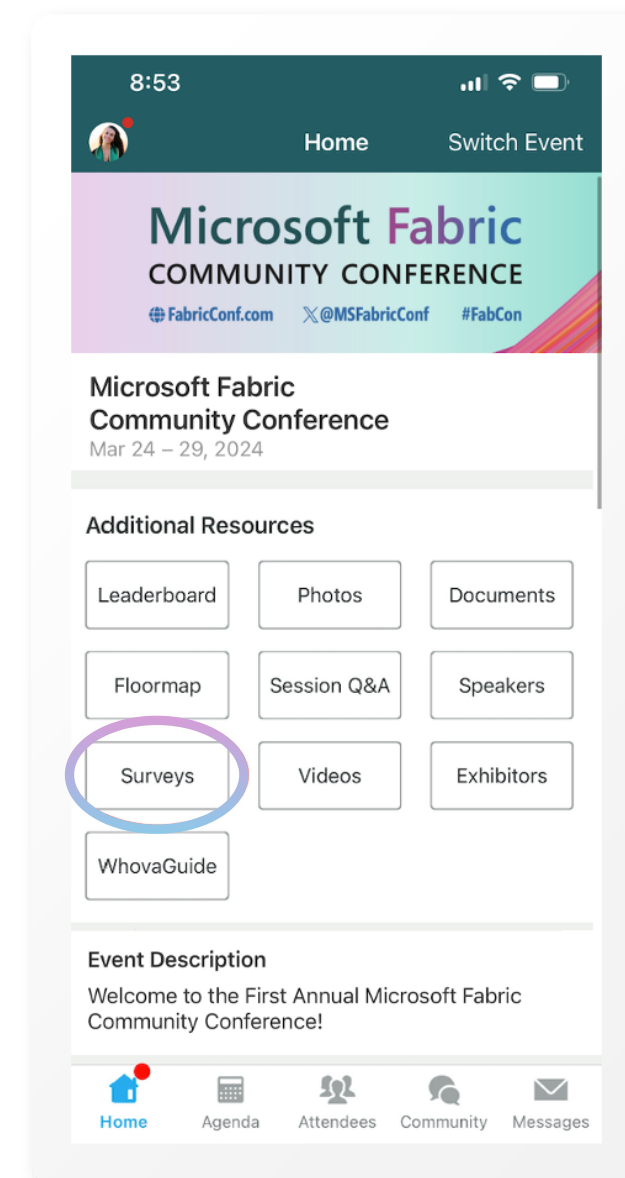 8:53
Home
Switch Event
Microsoft Fabric
COMMUNITY CONFERENCE
FabricConf.com
@MSFabricConf
#FabCon
Microsoft Fabric
Community Conference
Mar 24 – 29, 2024
Additional Resources
Leaderboard
Photos
Documents
Floormap
Session Q&A
Speakers
Surveys
Videos
Exhibitors
WhovaGuide
Event Description
Welcome to the First Annual Microsoft Fabric
Community Conference!
Home
Agenda
Attendees
Community
Messages